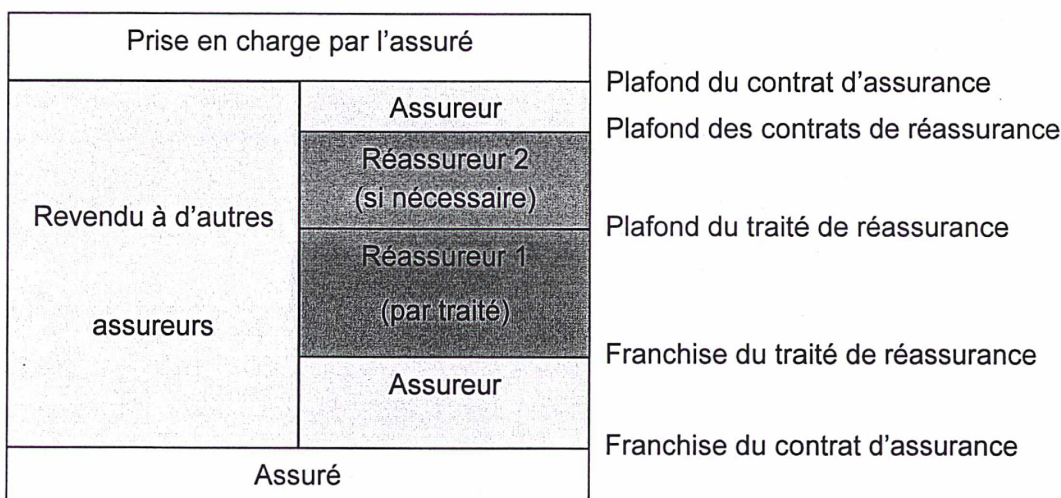 Prise en charge par l'assuré
Plafond du contrat d'assurance
Assureur
Plafond des contrats de réassurance
Réassureur 2
(si nécessaire)
Revendu à d'autres
assureurs
Plafond du traité de réassurance
Réassureur 1
(par traité)
Franchise du traité de réassurance
Assureur
Franchise du contrat d'assurance
Assuré